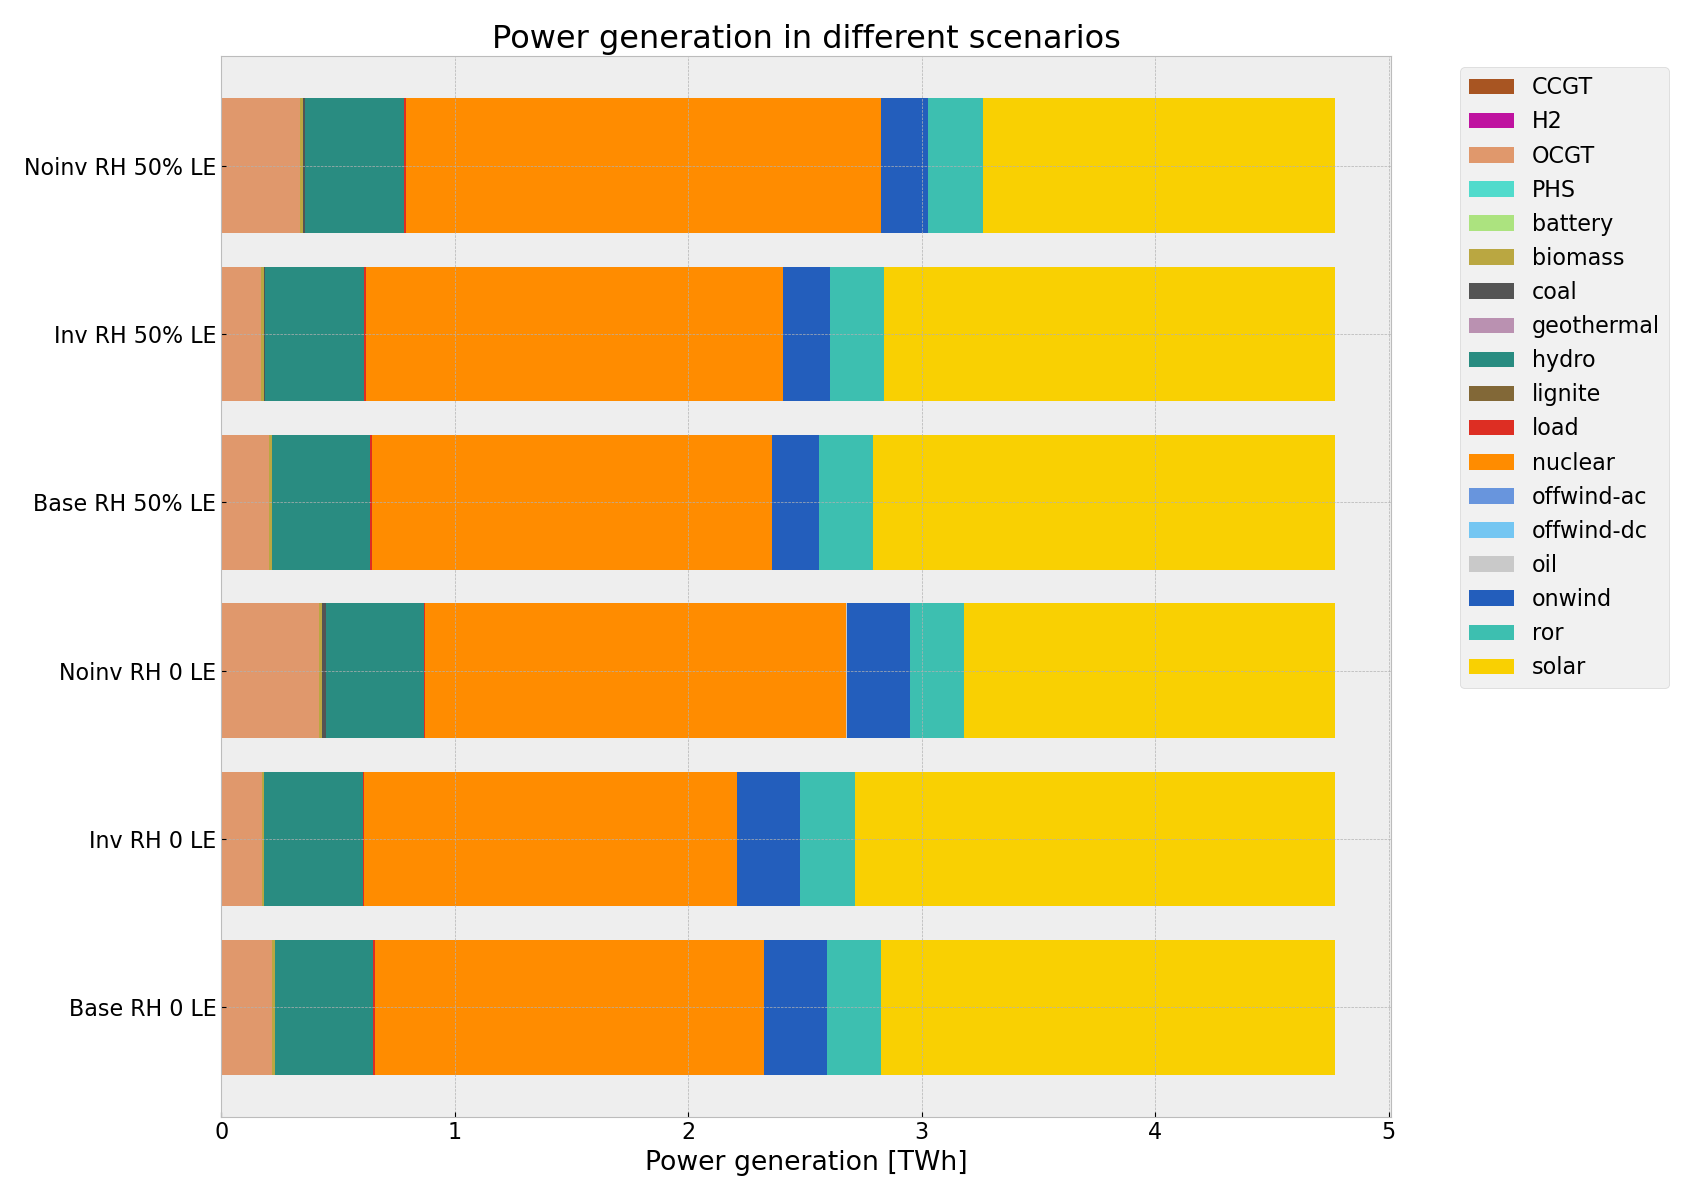 Power generation in different scenarios
Noinv RH 50% LE
Inv RH 50% LE
Base RH 50% LE
Noinv RH 0 LE
Inv RH 0 LE
Base RH 0 LE
0 1 2 3 4 5
Power generation [TWh]
CCGT
H2
OCGT
PHS
battery
biomass
coal
geothermal
hydro
lignite
load
nuclear
offwind-ac
offwind-dc
oil
onwind
ror
solar